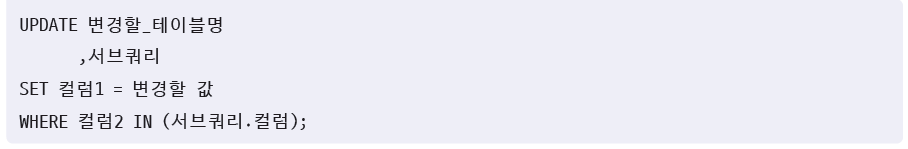 UPDATE 변경할_테이블명
,서브쿼리
SET 컬럼1 = 변경할 값
WHERE 컬럼2 IN (서브쿼리.컬럼);